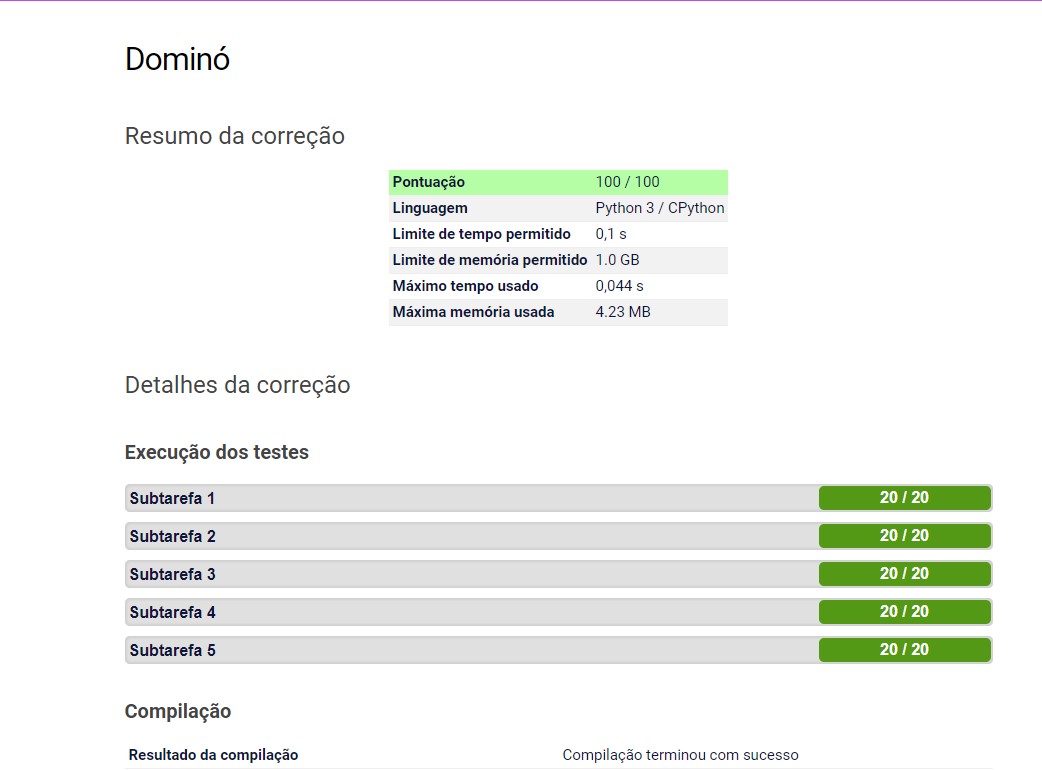 Dominó
Resumo da correção
Pontuação 100 / 100
Linguagem Python 3 / CPython
Limite de tempo permitido 0,1 s
Limite de memória permitido 1.0 GB
Máximo tempo usado 0,044 s
Máxima memória usada 4.23 MB
Detalhes da correção
Execução dos testes
Subtarefa 1 20 / 20
Subtarefa 2 20 / 20
Subtarefa 3 20 / 20
Subtarefa 4 20 / 20
Subtarefa 5 20 / 20
Compilação
Resultado da compilação Compilação terminou com sucesso